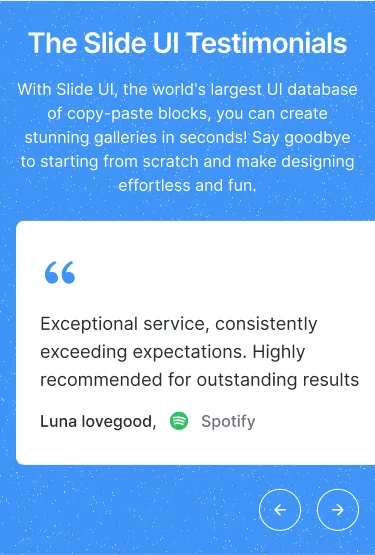 The Slide UI Testimonials
With Slide UI, the world's largest UI database
of copy-paste blocks, you can create
stunning galleries in seconds! Say goodbye
to starting from scratch and make designing
effortless and fun.
“
Exceptional service, consistently
exceeding expectations. Highly
recommended for outstanding results
Luna lovegood, Spotify